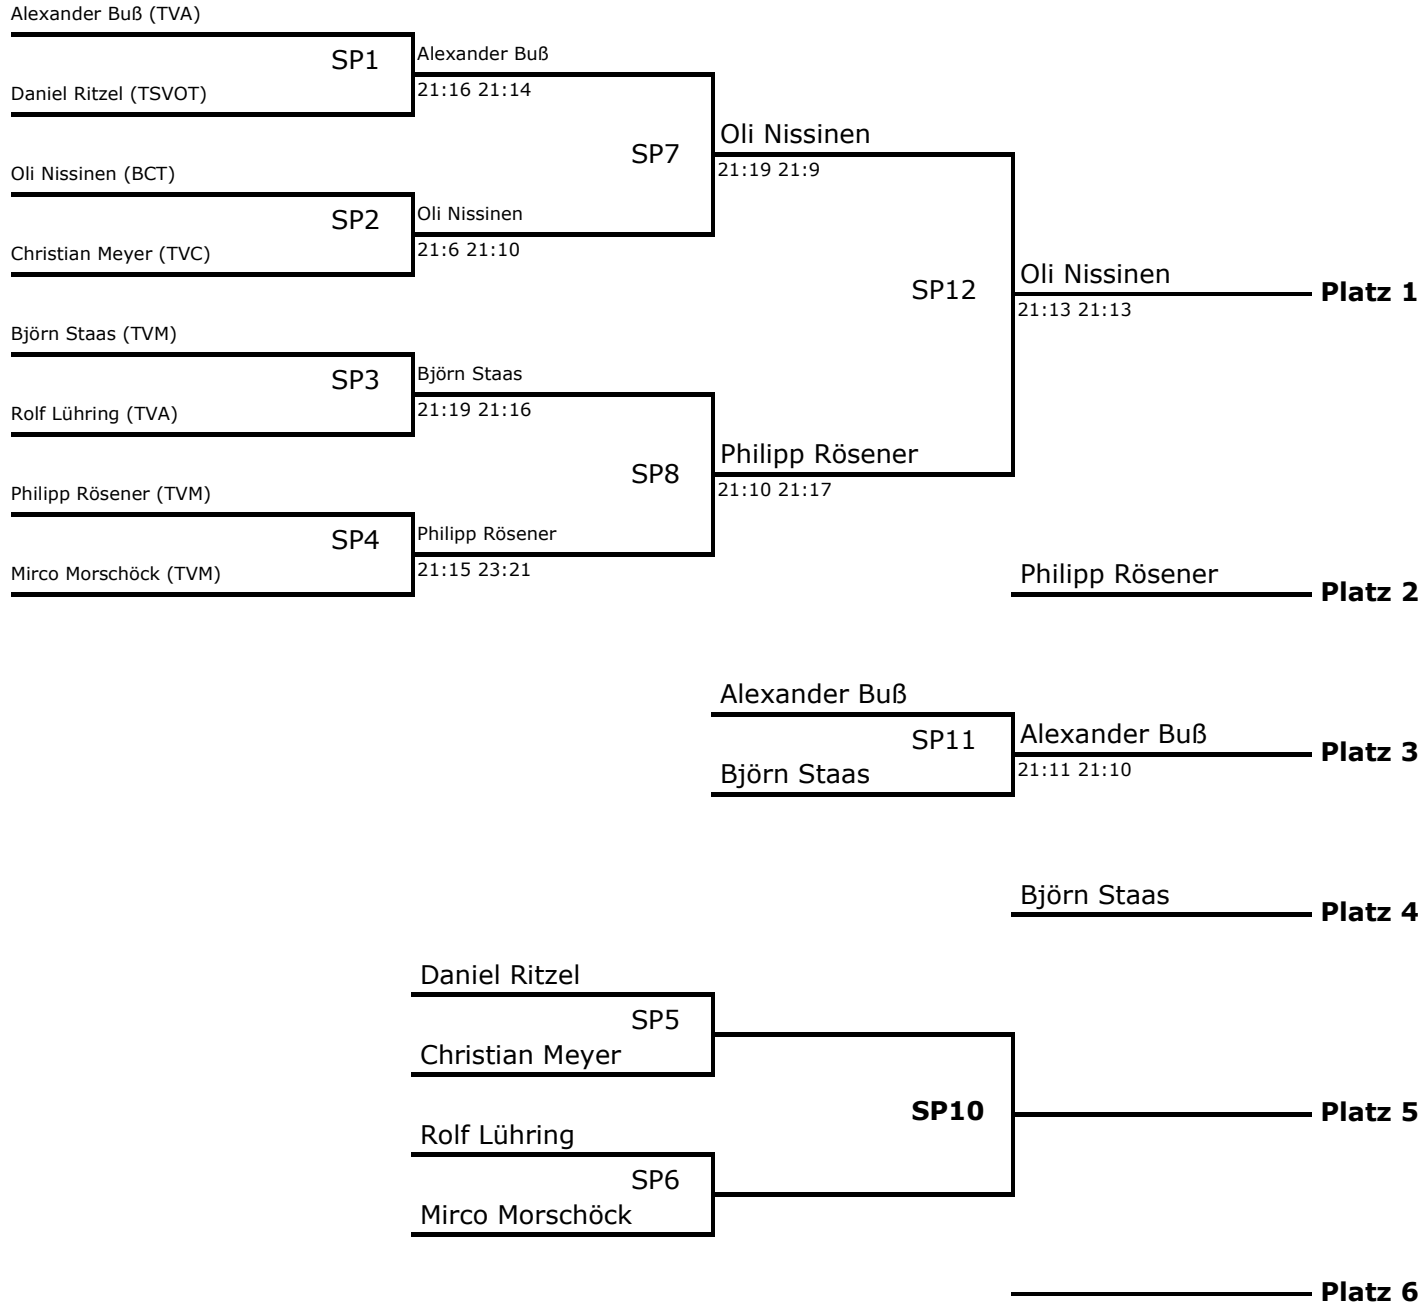 Alexander Buß (TVA)
SP1
Alexander Buß
Daniel Ritzel (TSVOT)
21:16 21:14
Oli Nissinen
SP7
21:19 21:9
Oli Nissinen (BCT)
SP2
Oli Nissinen
Christian Meyer (TVC)
21:6 21:10
Oli Nissinen
SP12
Platz 1
21:13 21:13
Björn Staas (TVM)
SP3
Björn Staas
Rolf Lühring (TVA)
21:19 21:16
Philipp Rösener
SP8
21:10 21:17
Philipp Rösener (TVM)
SP4
Philipp Rösener
Mirco Morschöck (TVM)
21:15 23:21
Philipp Rösener
Platz 2
Alexander Buß
SP11
Alexander Buß
Platz 3
Björn Staas
21:11 21:10
Björn Staas
Platz 4
Daniel Ritzel
SP5
Christian Meyer
SP10
Platz 5
Rolf Lühring
SP6
Mirco Morschöck
Platz 6